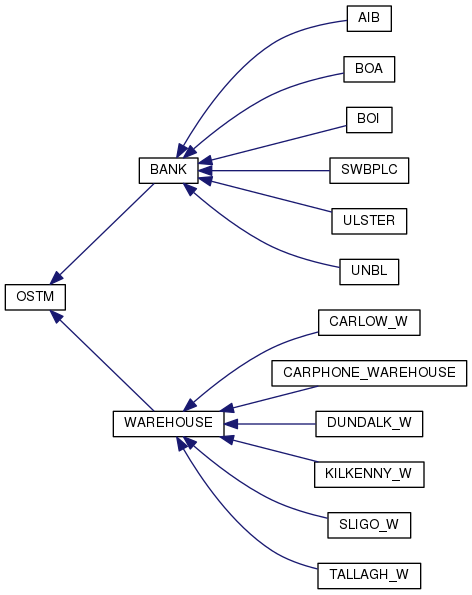 AIB
BOA
BOI
BANK
SWBPLC
ULSTER
UNBL
OSTM
CARLOW_W
CARPHONE_WAREHOUSE
WAREHOUSE
DUNDALK_W
KILKENNY_W
SLIGO_W
TALLAGH_W